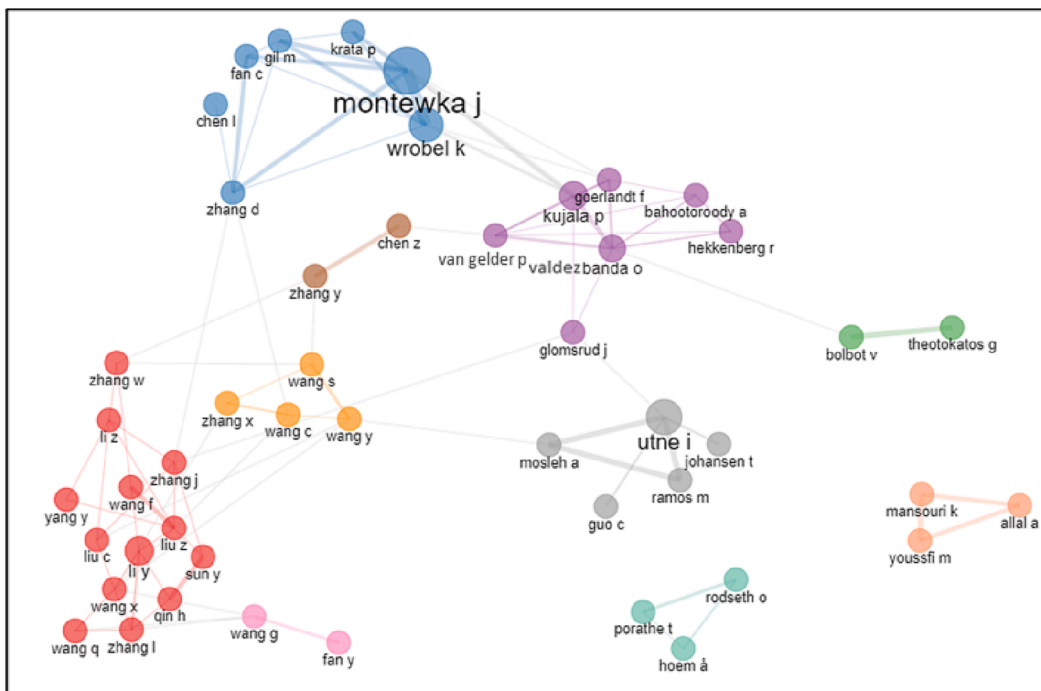 krata p
gil m
fan c
montewka j
chen l
wrobel k
zhang d
goerlandt f
kujala p
bahootoroody a
chen z
hekkenberg r
van gelder p
valdez banda o
zhang y
glomsrud j
bolbot v
theotokatos g
zhang w
wang s
zhang x
wang c
wang y
li z
utne i
mosleh a
johansen t
zhang j
ramos m
wang f
yang y
guo c
mansouri k
allal a
liu z
liu c
youssfi m
li y
sun y
wang x
qin h
rodseth o
porathe t
wang g
wang q
zhang l
fan y
hoem å